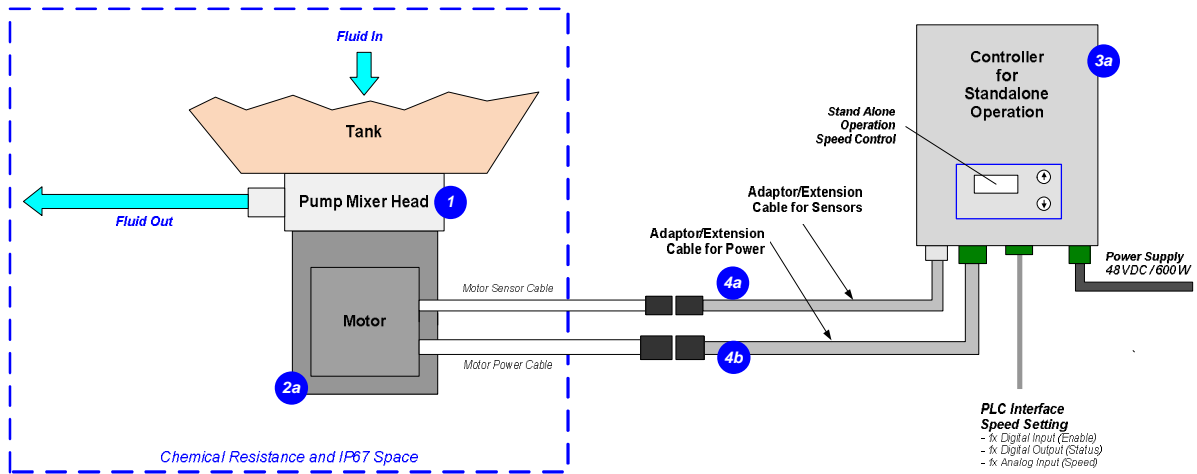 Fluid In
Tank
Pump Mixer Head
1
Fluid Out
Motor
2a
Motor Sensor Cable
Motor Power Cable
Chemical Resistance and IP67 Space
Controller
for
Standalone
Operation
3a
Stand Alone
Operation
Speed Control
Adaptor/Extension
Cable for Sensors
Adaptor/Extension
Cable for Power
4a
4b
Power Supply
48VDC / 600W
PLC Interface
Speed Setting
– 1x Digital Input (Enable)
– 1x Digital Output (Status)
– 1x Analog Input (Speed)